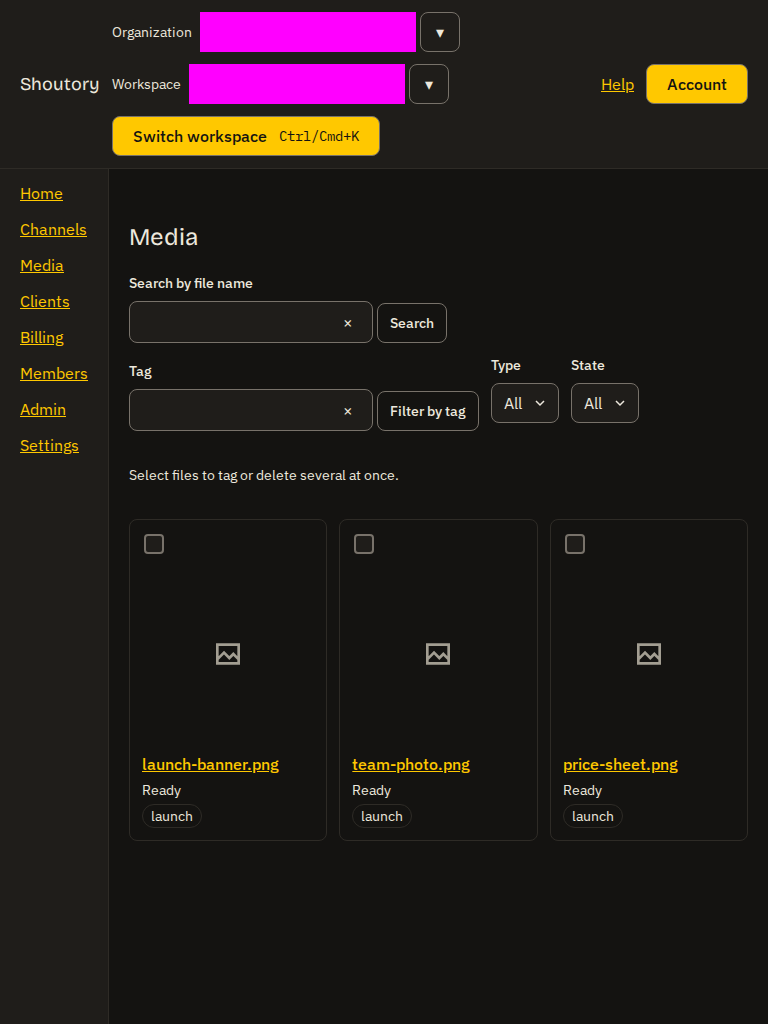 Organization ▼
Shoutory Workspace ▼ Help Account
Switch workspace Ctrl/Cmd+K
Home
Channels
Media
Clients
Billing
Members
Admin
Settings
Media
Search by file name
× Search
Tag
× Filter by tag
Type
All
State
All
Select files to tag or delete several at once.
launch-banner.png
Ready
launch
team-photo.png
Ready
launch
price-sheet.png
Ready
launch